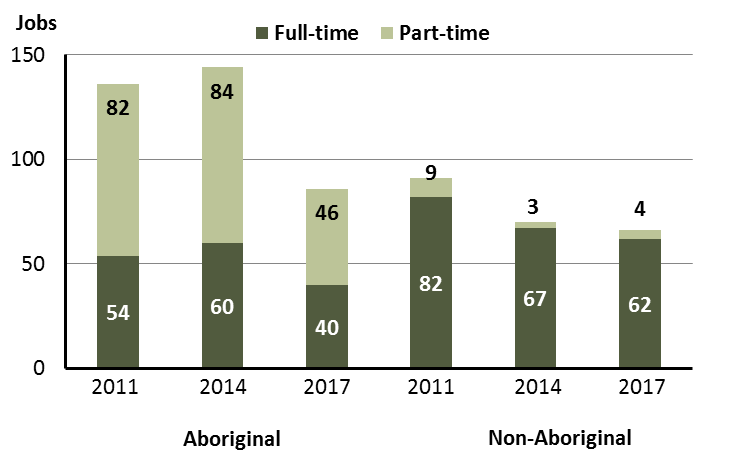 Jobs
Full-time Part-time
150
100
50
0
82 84 46 9 3 4
54 60 40 82 67 62
2011 2014 2017 2011 2014 2017
Aboriginal Non-Aboriginal